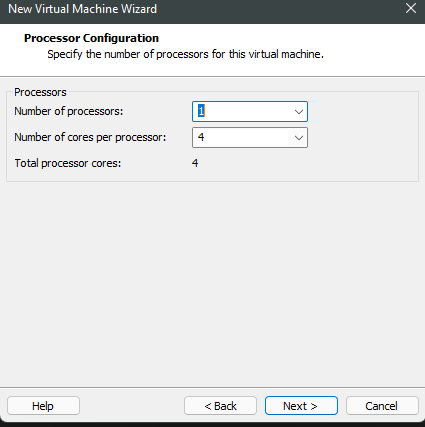 New Virtual Machine Wizard
Processor Configuration
Specify the number of processors for this virtual machine.
Processors
Number of processors: 1
Number of cores per processor: 4
Total processor cores: 4
Help < Back Next > Cancel